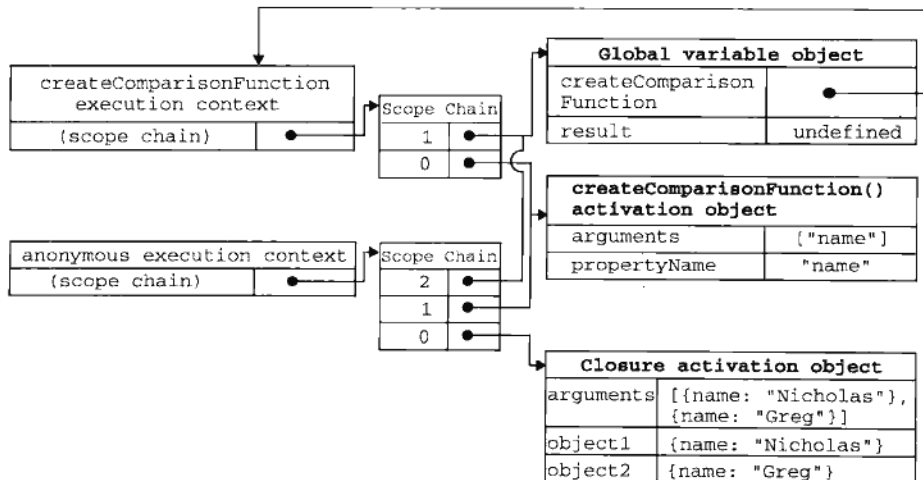 createComparisonFunction
execution context
(scope chain)
Scope Chain
1
0
Global variable object
createComparison
Function
result
undefined
createComparisonFunction()
activation object
arguments
["name"]
propertyName
"name"
anonymous execution context
(scope chain)
Scope Chain
2
1
0
Closure activation object
arguments
[{name: "Nicholas"},
{name: "Greg"}]
object1
{name: "Nicholas"}
object2
{name: "Greg"}